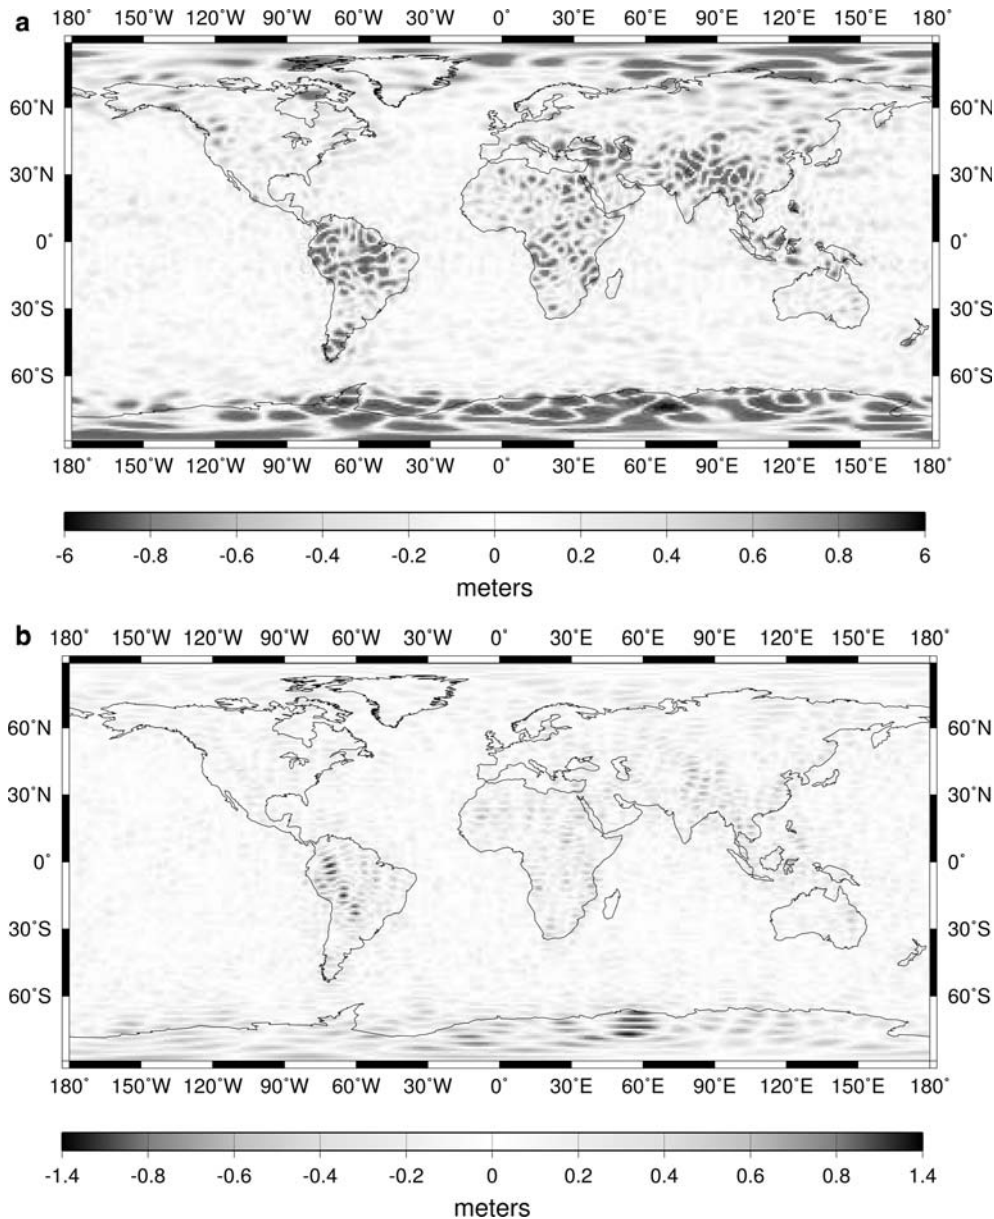 a
180˚ 150˚W 120˚W 90˚W 60˚W 30˚W 0˚ 30˚E 60˚E 90˚E 120˚E 150˚E 180˚
60˚N 60˚N
30˚N 30˚N
0˚ 0˚
30˚S 30˚S
60˚S 60˚S
180˚ 150˚W 120˚W 90˚W 60˚W 30˚W 0˚ 30˚E 60˚E 90˚E 120˚E 150˚E 180˚
-6 -0.8 -0.6 -0.4 -0.2 0 0.2 0.4 0.6 0.8 6
meters
b
180˚ 150˚W 120˚W 90˚W 60˚W 30˚W 0˚ 30˚E 60˚E 90˚E 120˚E 150˚E 180˚
60˚N 60˚N
30˚N 30˚N
0˚ 0˚
30˚S 30˚S
60˚S 60˚S
180˚ 150˚W 120˚W 90˚W 60˚W 30˚W 0˚ 30˚E 60˚E 90˚E 120˚E 150˚E 180˚
-1.4 -0.8 -0.6 -0.4 -0.2 0 0.2 0.4 0.6 0.8 1.4
meters